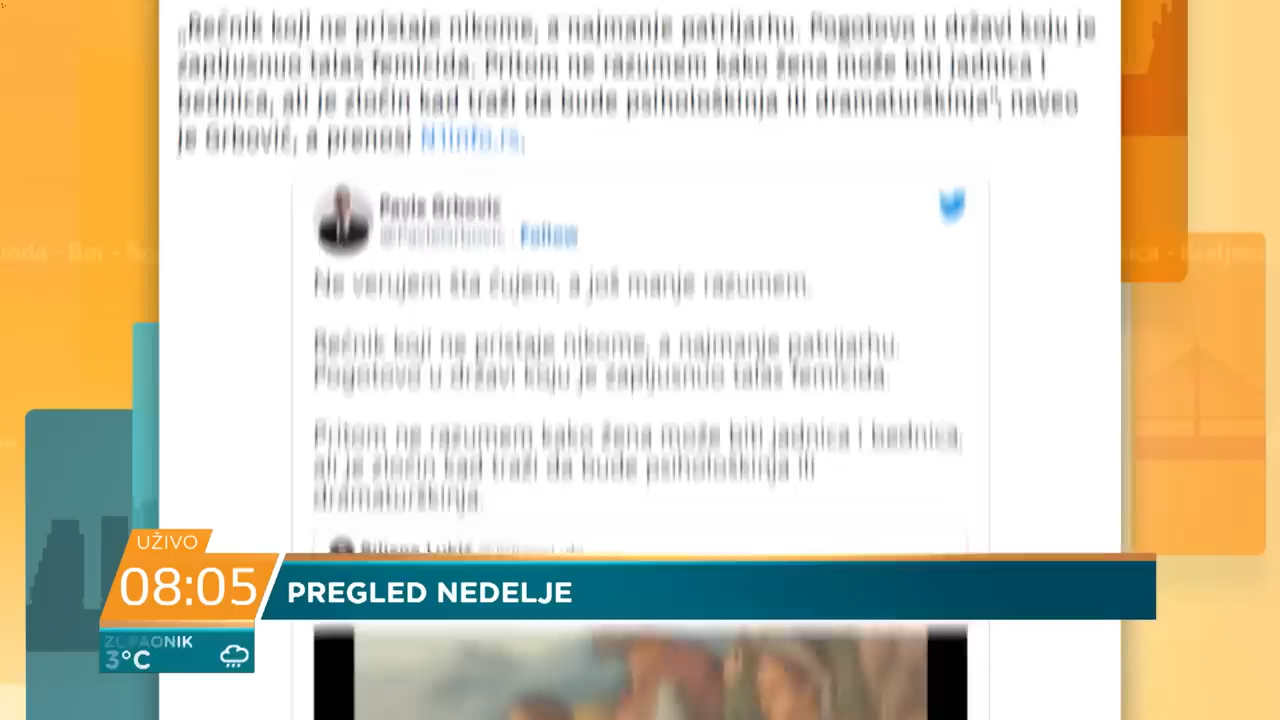 „Rečnik koji ne pristaje nikome, a najmanje patrijarhu. Pogotovo u državi koju je
zapljusnuo talas femicida. Pritom ne razumem kako žena može biti jadnica i
bednica, ali je zločin kad traži da bude psihološkinja ili dramaturškinja", naveo
je Grbović, a prenosi N1info.rs.
Pavle Grbović
Follow
Ne verujem šta čujem, a još manje razumem.
Rečnik koji ne pristaje nikome, a najmanje patrijarhu.
Pogotovo u državi koju je zapljusnuo talas femicida.
Pritom ne razumem kako žena može biti jadnica i bednica,
ali je zločin kad traži da bude psihološkinja ili
dramaturškinja.
UŽIVO
08:05
PREGLED NEDELJE
3°C